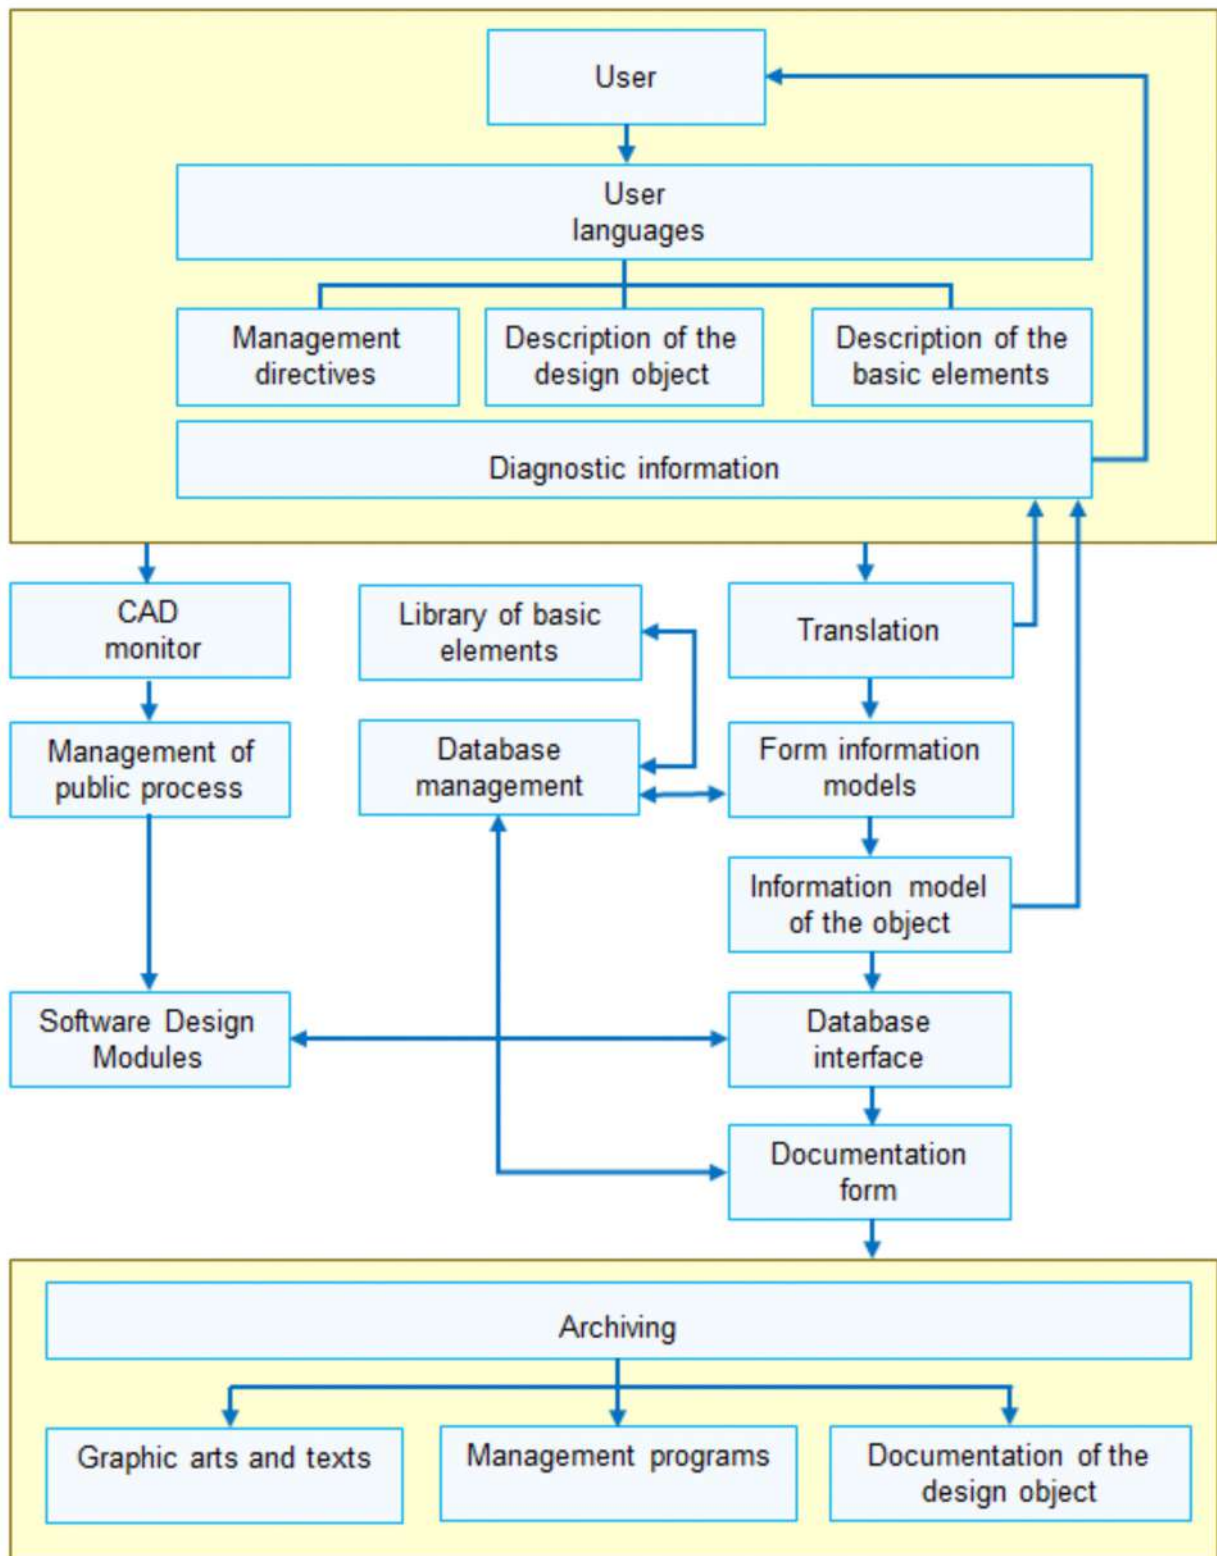 User
User
languages
Management
directives
Description of the
design object
Description of the
basic elements
Diagnostic information
CAD
monitor
Library of basic
elements
Translation
Management of
public process
Database
management
Form information
models
Information model
of the object
Software Design
Modules
Database
interface
Documentation
form
Archiving
Graphic arts and texts
Management programs
Documentation of the
design object